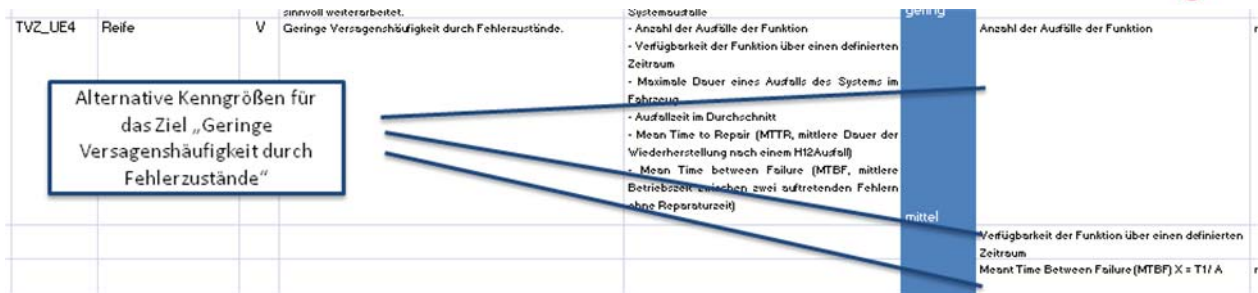 sinnvoll weiterarbeitet.
Systemausfälle
gering
TVZ_UE4 Reife V Geringe Versagenshäufigkeit durch Fehlerzustände.
- Anzahl der Ausfälle der Funktion
- Verfügbarkeit der Funktion über einen definierten
Zeitraum
- Maximale Dauer eines Ausfalls des Systems im
Fahrzeug
- Ausfallzeit im Durchschnitt
- Mean Time to Repair (MTTR, mittlere Dauer der
Wiederherstellung nach einem H12Ausfall)
- Mean Time between Failure (MTBF, mittlere
Betriebszeit zwischen zwei auftretenden Fehlern
ohne Reparaturzeit)
mittel
Anzahl der Ausfälle der Funktion
Alternative Kenngrößen für
das Ziel „Geringe
Versagenshäufigkeit durch
Fehlerzustände“
Verfügbarkeit der Funktion über einen definierten
Zeitraum
Meant Time Between Failure (MTBF) X = T1/ A